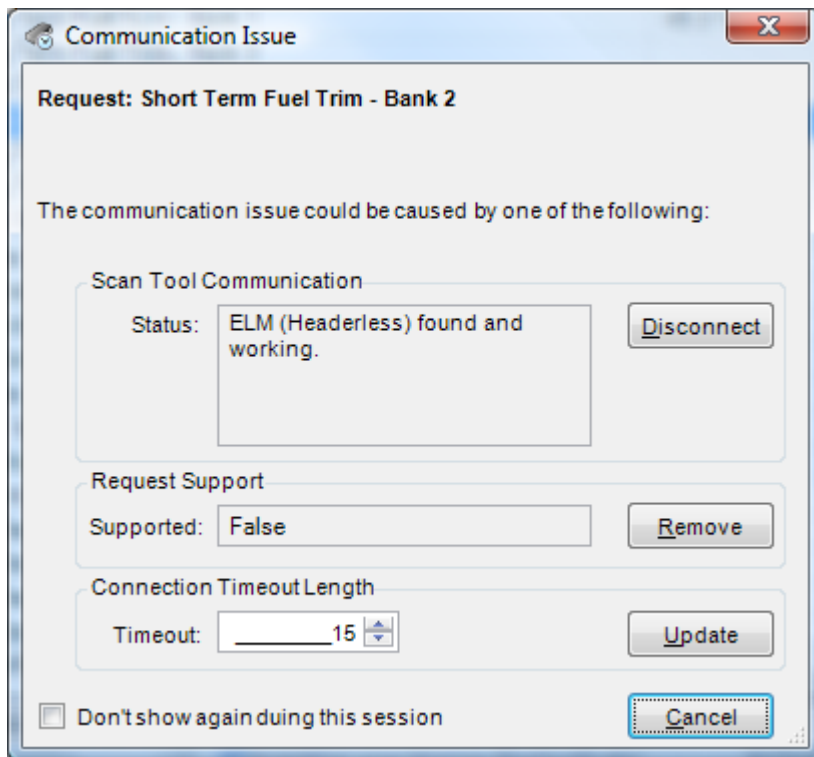 Communication Issue
Request: Short Term Fuel Trim - Bank 2
The communication issue could be caused by one of the following:
Scan Tool Communication
Status:
ELM (Headerless) found and
working.
Disconnect
Request Support
Supported:
False
Remove
Connection Timeout Length
Timeout:
________15
Update
Don't show again duing this session
Cancel